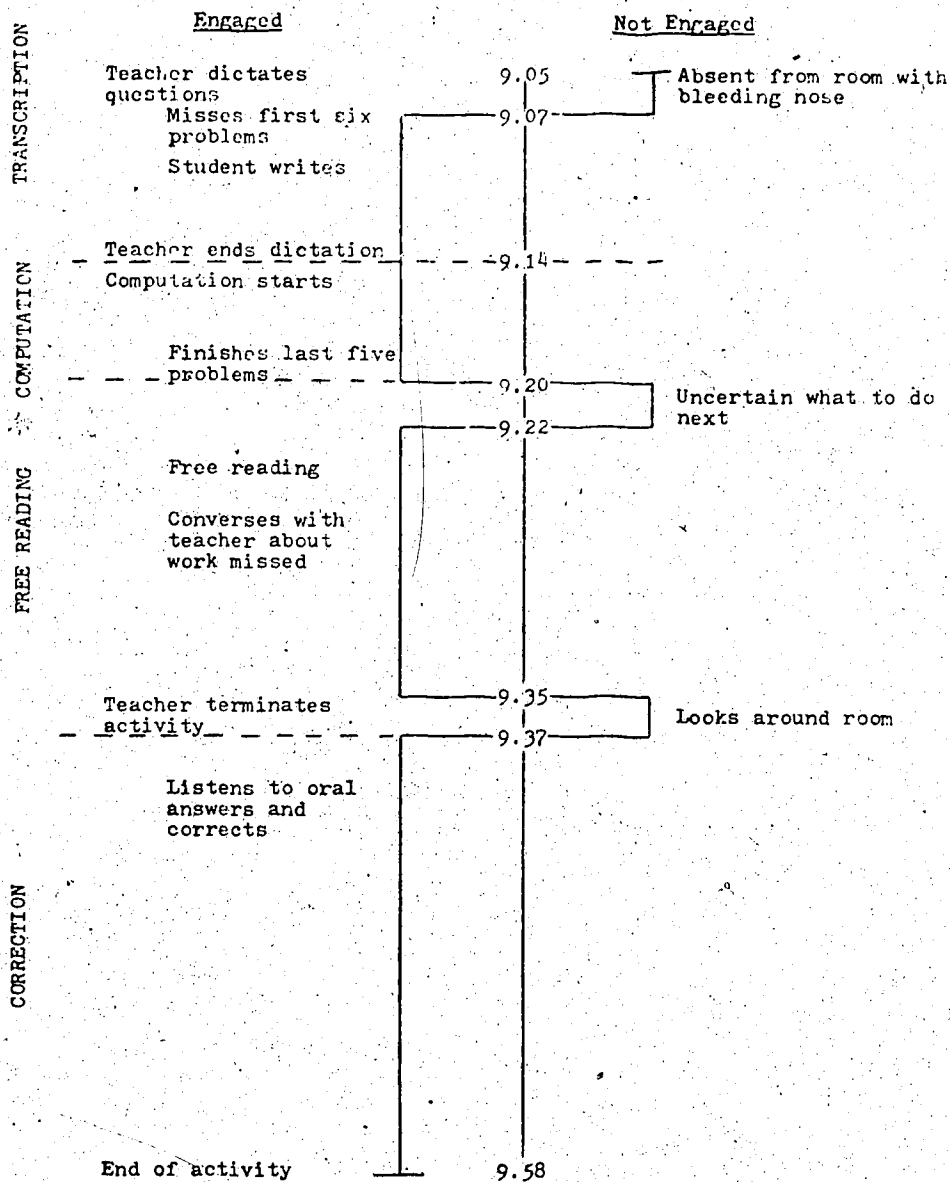 Engaged
Not Engaged
TRANSCRIPTION
Teacher dictates
questions
9.05
Absent from room with
bleeding nose
Misses first six
problems
9.07
Student writes
Teacher ends dictation
9.14
COMPUTATION
Computation starts
Finishes last five
problems
9.20
Uncertain what to do
next
9.22
FREE READING
Free reading
Converses with
teacher about
work missed
9.35
Teacher terminates
activity
Looks around room
9.37
Listens to oral
answers and
corrects
CORRECTION
End of activity
9.58